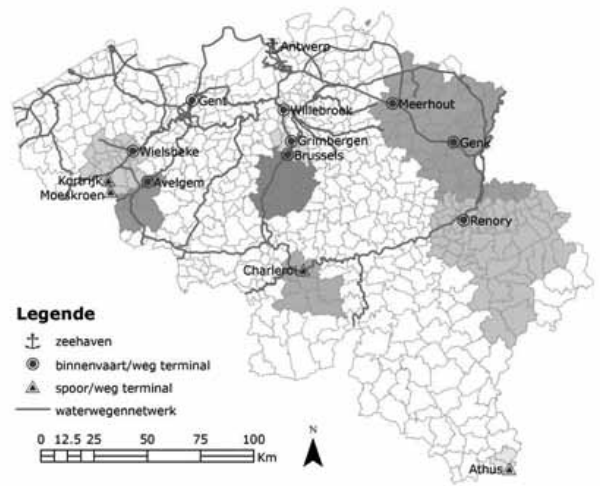 Antwerp
Gent
Willebroek
Meerhout
Grimbergen
Genk
Wielsbeke
Brussels
Kortrijk
Avelgem
Moeskroen
Renory
Charleroi
Legende
zeehaven
binnenvaart/weg terminal
spoor/weg terminal
waterwegennetwerk
N
0 12.5 25 50 75 100
Km
Athus